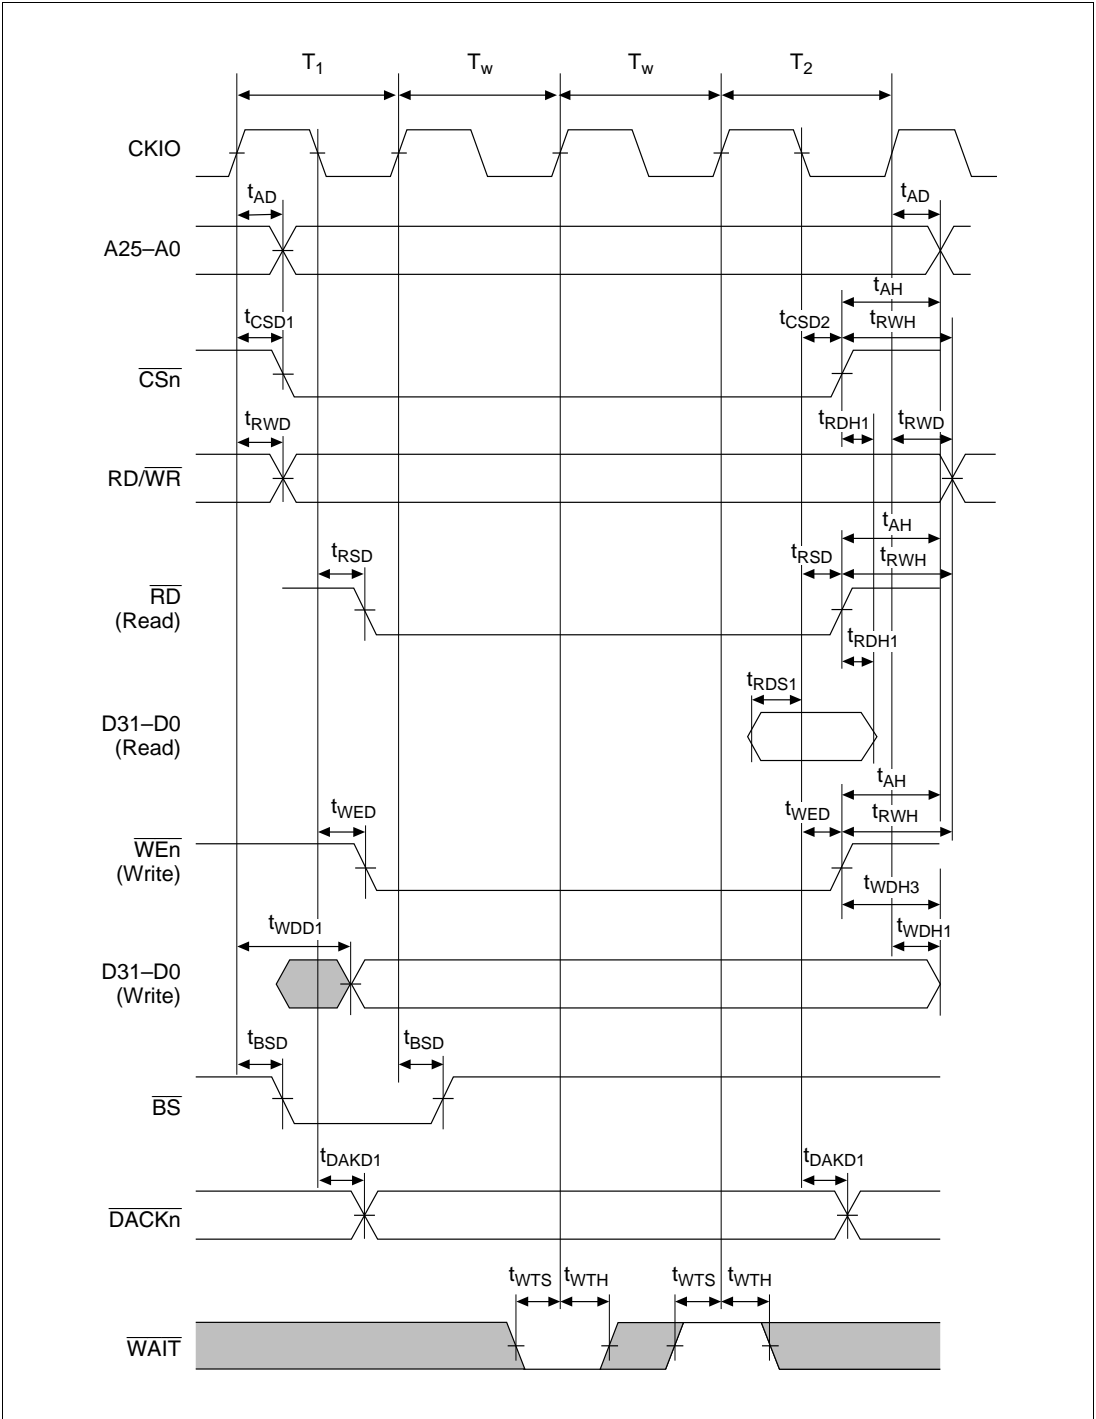 T1 Tw Tw T2
CKIO
tAD tAD
A25–A0
tAH
tCSD1 tCSD2 tRWH
CSn
tRWD tRDH1 tRWD
RD/WR
tAH
tRSD tRSD tRWH
RD
(Read)
tRDH1
tRDS1
D31–D0
(Read)
tAH
tWED tWED tRWH
WEn
(Write)
tWDH3
tWDD1 tWDH1
D31–D0
(Write)
tBSD tBSD
BS
tDAKD1 tDAKD1
DACKn
tWTS tWTH tWTS tWTH
WAIT